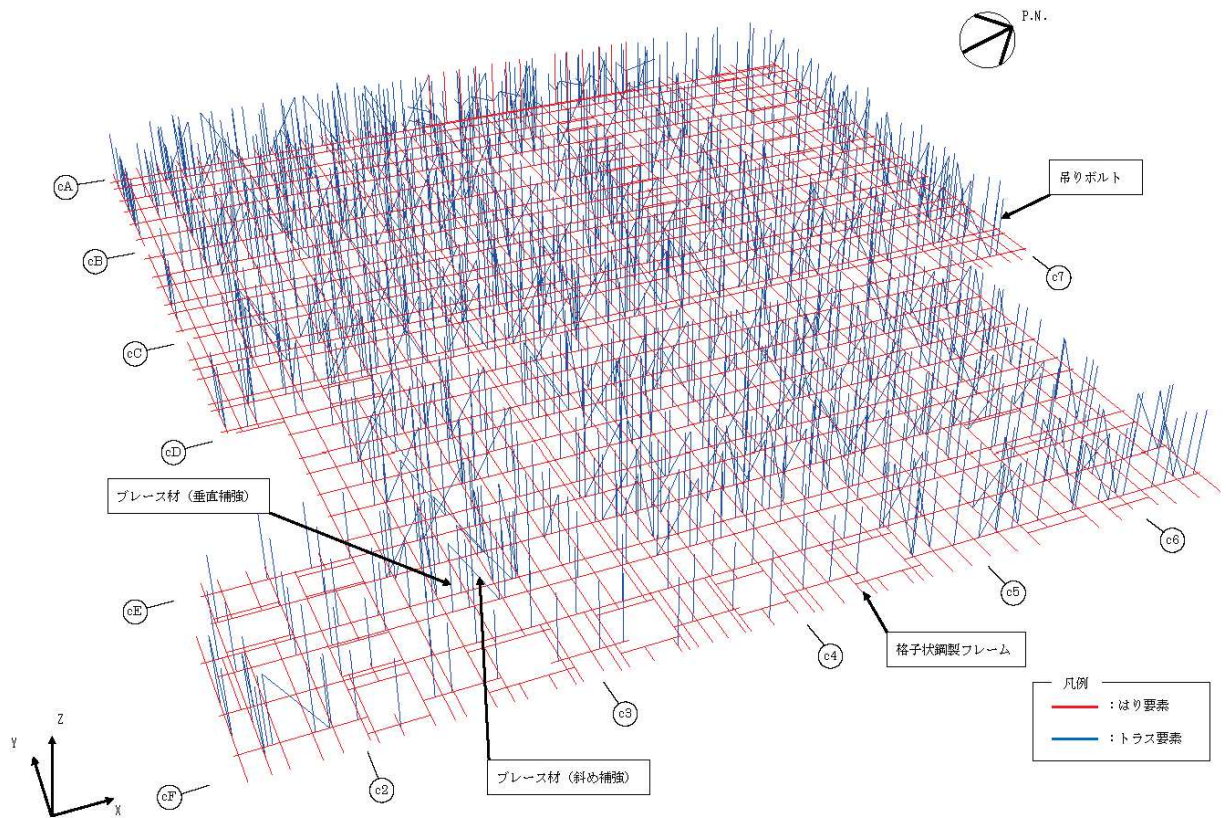 P.N.
吊りボルト
cA
cB
c7
cC
cD
ブレース材（垂直補強）
c6
cE
c5
c4
格子状鋼製フレーム
c3
凡例
：はり要素
：トラス要素
Z
Y
X
ブレース材（斜め補強）
c2
cF